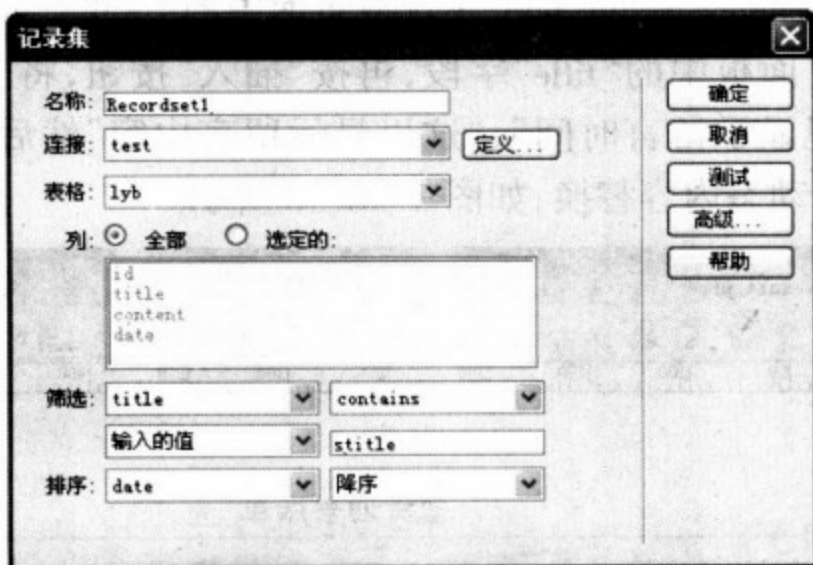 记录集
名称: Recordset1
连接: test 定义...
表格: lyb
列: 全部 选定的:
id
title
content
date
筛选: title contains
输入的值 stitle
排序: date 降序
确定
取消
测试
高级...
帮助